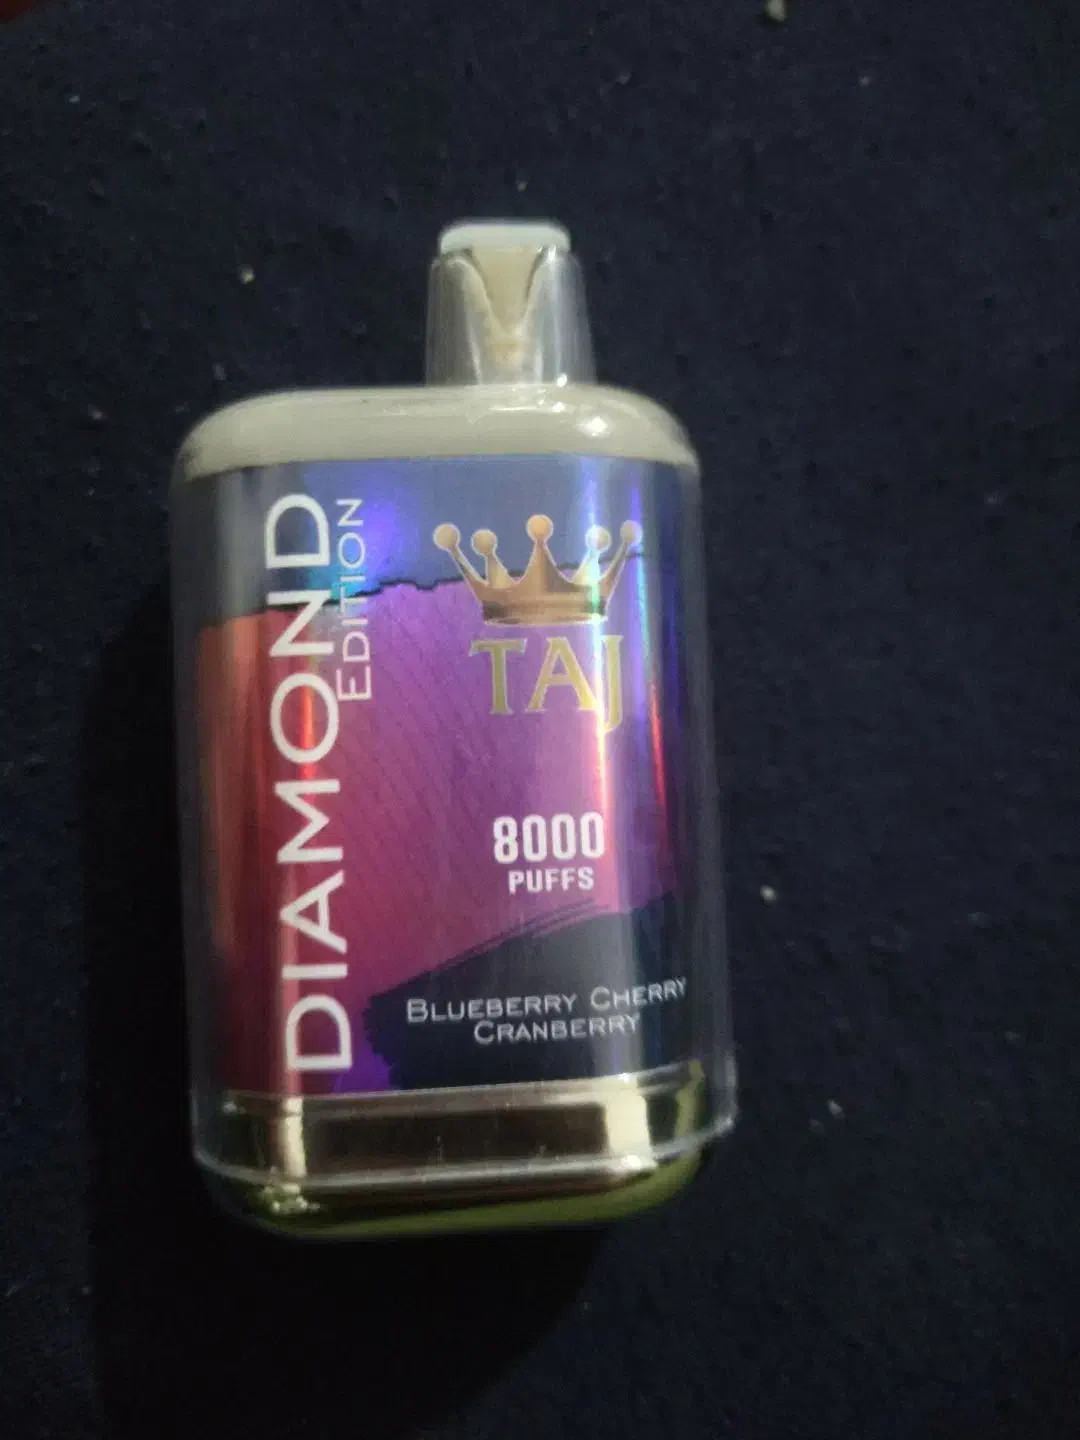 DIAMOND
EDITION
TAJ
8000
PUFFS
BLUEBERRY CHERRY
CRANBERRY